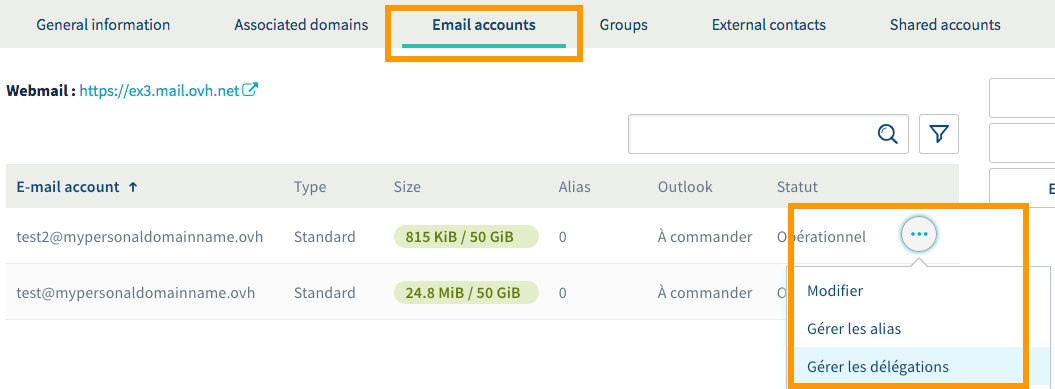 General information Associated domains Email accounts Groups External contacts Shared accounts
Webmail : https://ex3.mail.ovh.net
E-mail account ↑ Type Size Alias Outlook Statut
test2@mypersonaldomainname.ovh Standard 815 KiB / 50 GiB 0 À commander Opérationnel ...
test@mypersonaldomainname.ovh Standard 24.8 MiB / 50 GiB 0 À commander
Modifier
Gérer les alias
Gérer les délégations